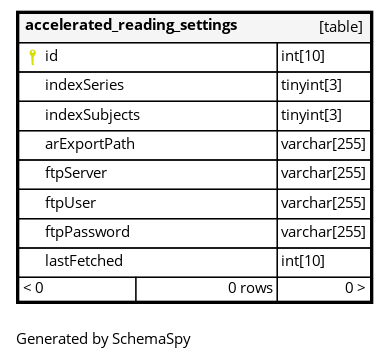 accelerated_reading_settings [table]
id int[10]
indexSeries tinyint[3]
indexSubjects tinyint[3]
arExportPath varchar[255]
ftpServer varchar[255]
ftpUser varchar[255]
ftpPassword varchar[255]
lastFetched int[10]
< 0 0 rows 0 >
Generated by SchemaSpy